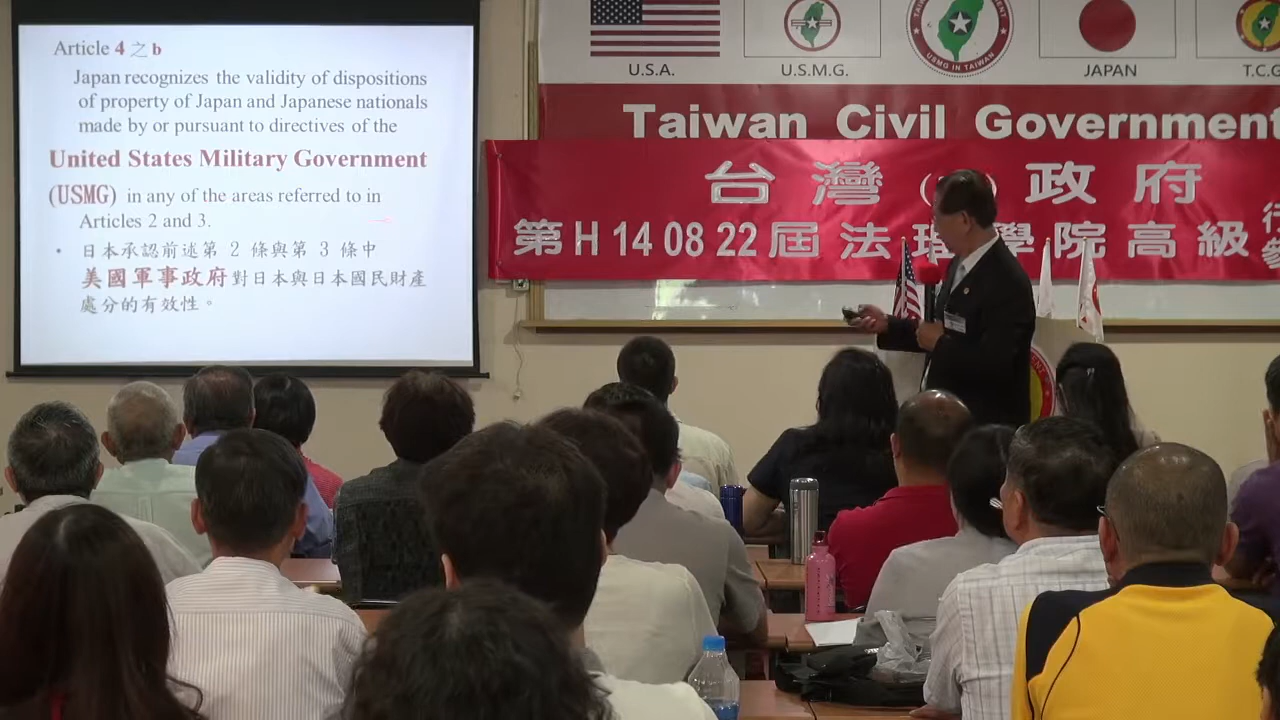 Article 4 之 b
Japan recognizes the validity of dispositions
of property of Japan and Japanese nationals
made by or pursuant to directives of the
United States Military Government
(USMG) in any of the areas referred to in
Articles 2 and 3.
• 日本承認前述第 2 條與第 3 條中
美國軍事政府對日本與日本國民財產
處分的有效性。
U.S.A.
U.S.M.G.
USMG IN TAIWAN
JAPAN
T.C.G
Taiwan Civil Government
台灣 政府
第H 14 08 22 屆法理學院高級